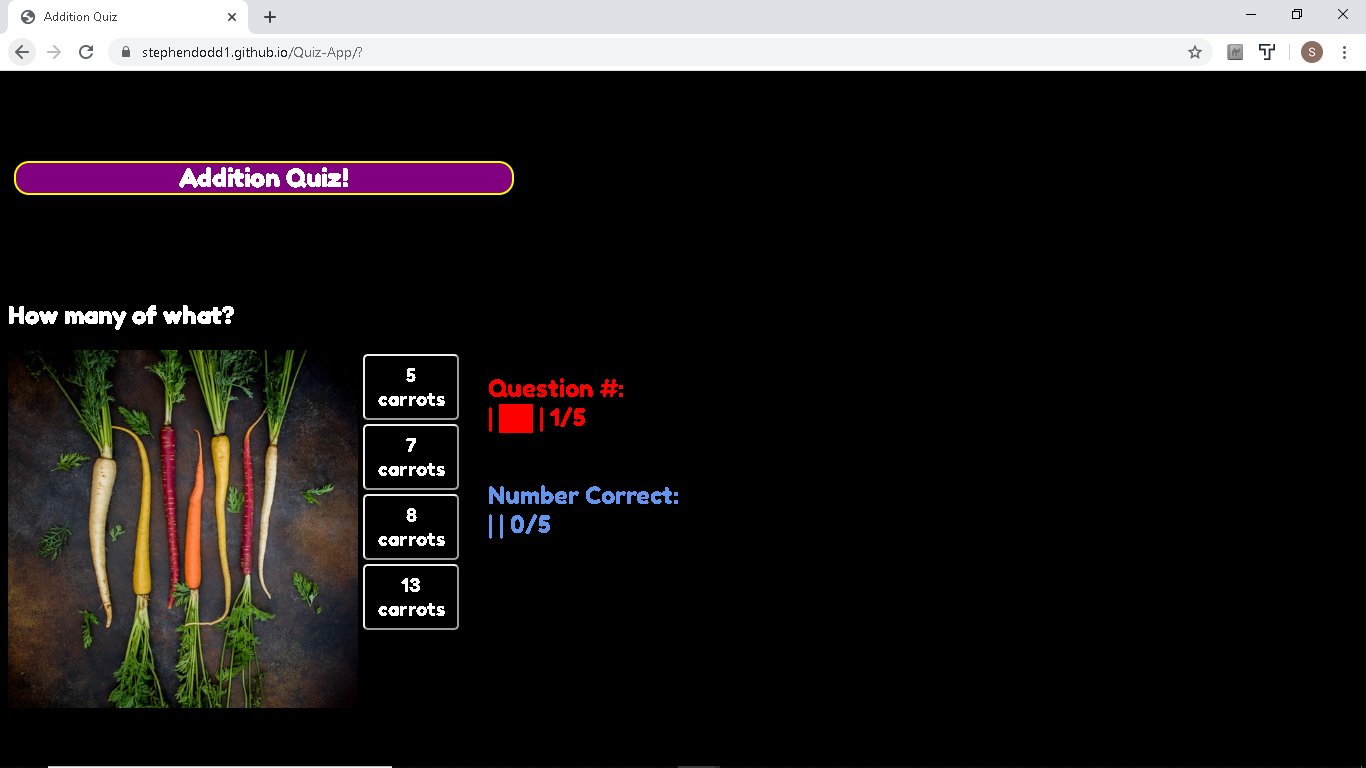 Addition Quiz
stephendodd1.github.io/Quiz-App/?
S
Addition Quiz!
How many of what?
5
carrots
7
carrots
8
carrots
13
carrots
Question #:
| | 1/5
Number Correct:
| | 0/5